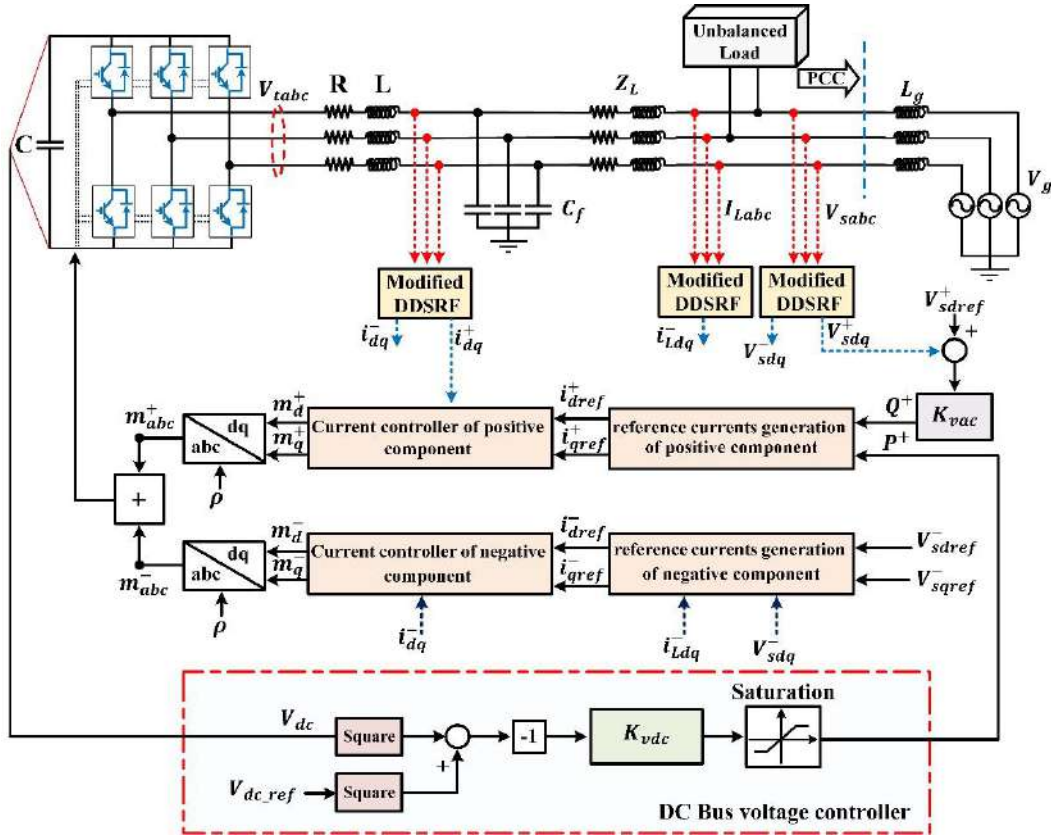 Unbalanced
Load
PCC
V_tabc
R
L
Z_L
L_g
C
C_f
I_Labc
V_sabc
V_g
Modified
DDSRF
Modified
DDSRF
Modified
DDSRF
i⁻_dq
i⁺_dq
i⁻_Ldq
V⁻_sdq
V⁺_sdq
V⁺_sdref
+
m⁺_abc
dq
abc
m⁺_d
m⁺_q
Current controller of positive
component
i⁺_dref
i⁺_qref
reference currents generation
of positive component
Q⁺
P⁺
K_vac
ρ
+
m⁻_abc
dq
abc
m⁻_d
m⁻_q
Current controller of negative
component
i⁻_dref
i⁻_qref
reference currents generation
of negative component
V⁻_sdref
V⁻_sqref
ρ
i⁻_dq
i⁻_Ldq
V⁻_sdq
V_dc
Square
+
-1
K_vdc
Saturation
V_dc_ref
Square
DC Bus voltage controller